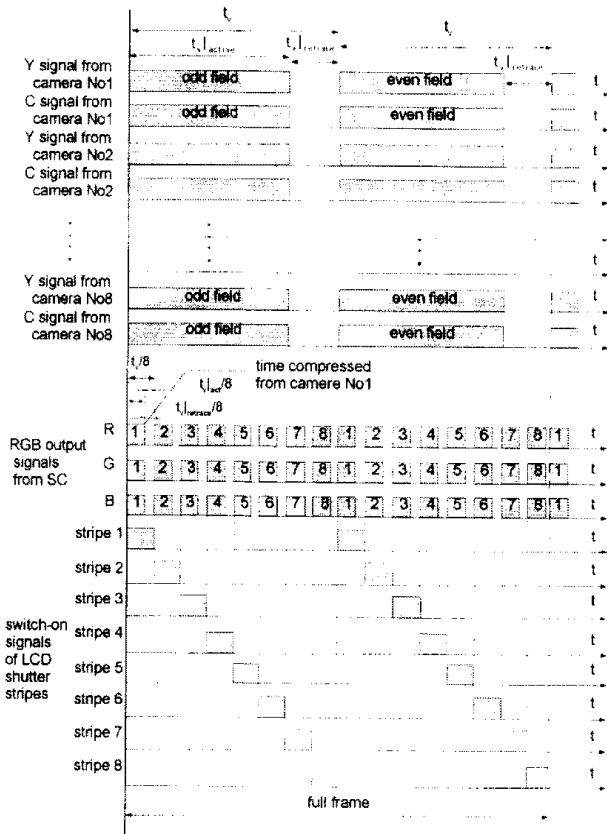 t_v
t_v|active
t_v|retrace
t_v
t_v|retrace
Y signal from camera No1
odd field
even field
t
C signal from camera No1
odd field
even field
t
Y signal from camera No2
t
C signal from camera No2
t
t
Y signal from camera No8
odd field
even field
t
C signal from camera No8
odd field
even field
t
t_v/8
time compressed
from camere No1
t_v|act/8
t_v|retrace/8
RGB output signals from SC
R 1 2 3 4 5 6 7 8 1 2 3 4 5 6 7 8 1 t
G 1 2 3 4 5 6 7 8 1 2 3 4 5 6 7 8 1 t
B 1 2 3 4 5 6 7 8 1 2 3 4 5 6 7 8 1 t
switch-on signals of LCD shutter stripes
stripe 1 t
stripe 2 t
stripe 3 t
stripe 4 t
stripe 5 t
stripe 6 t
stripe 7 t
stripe 8 t
full frame